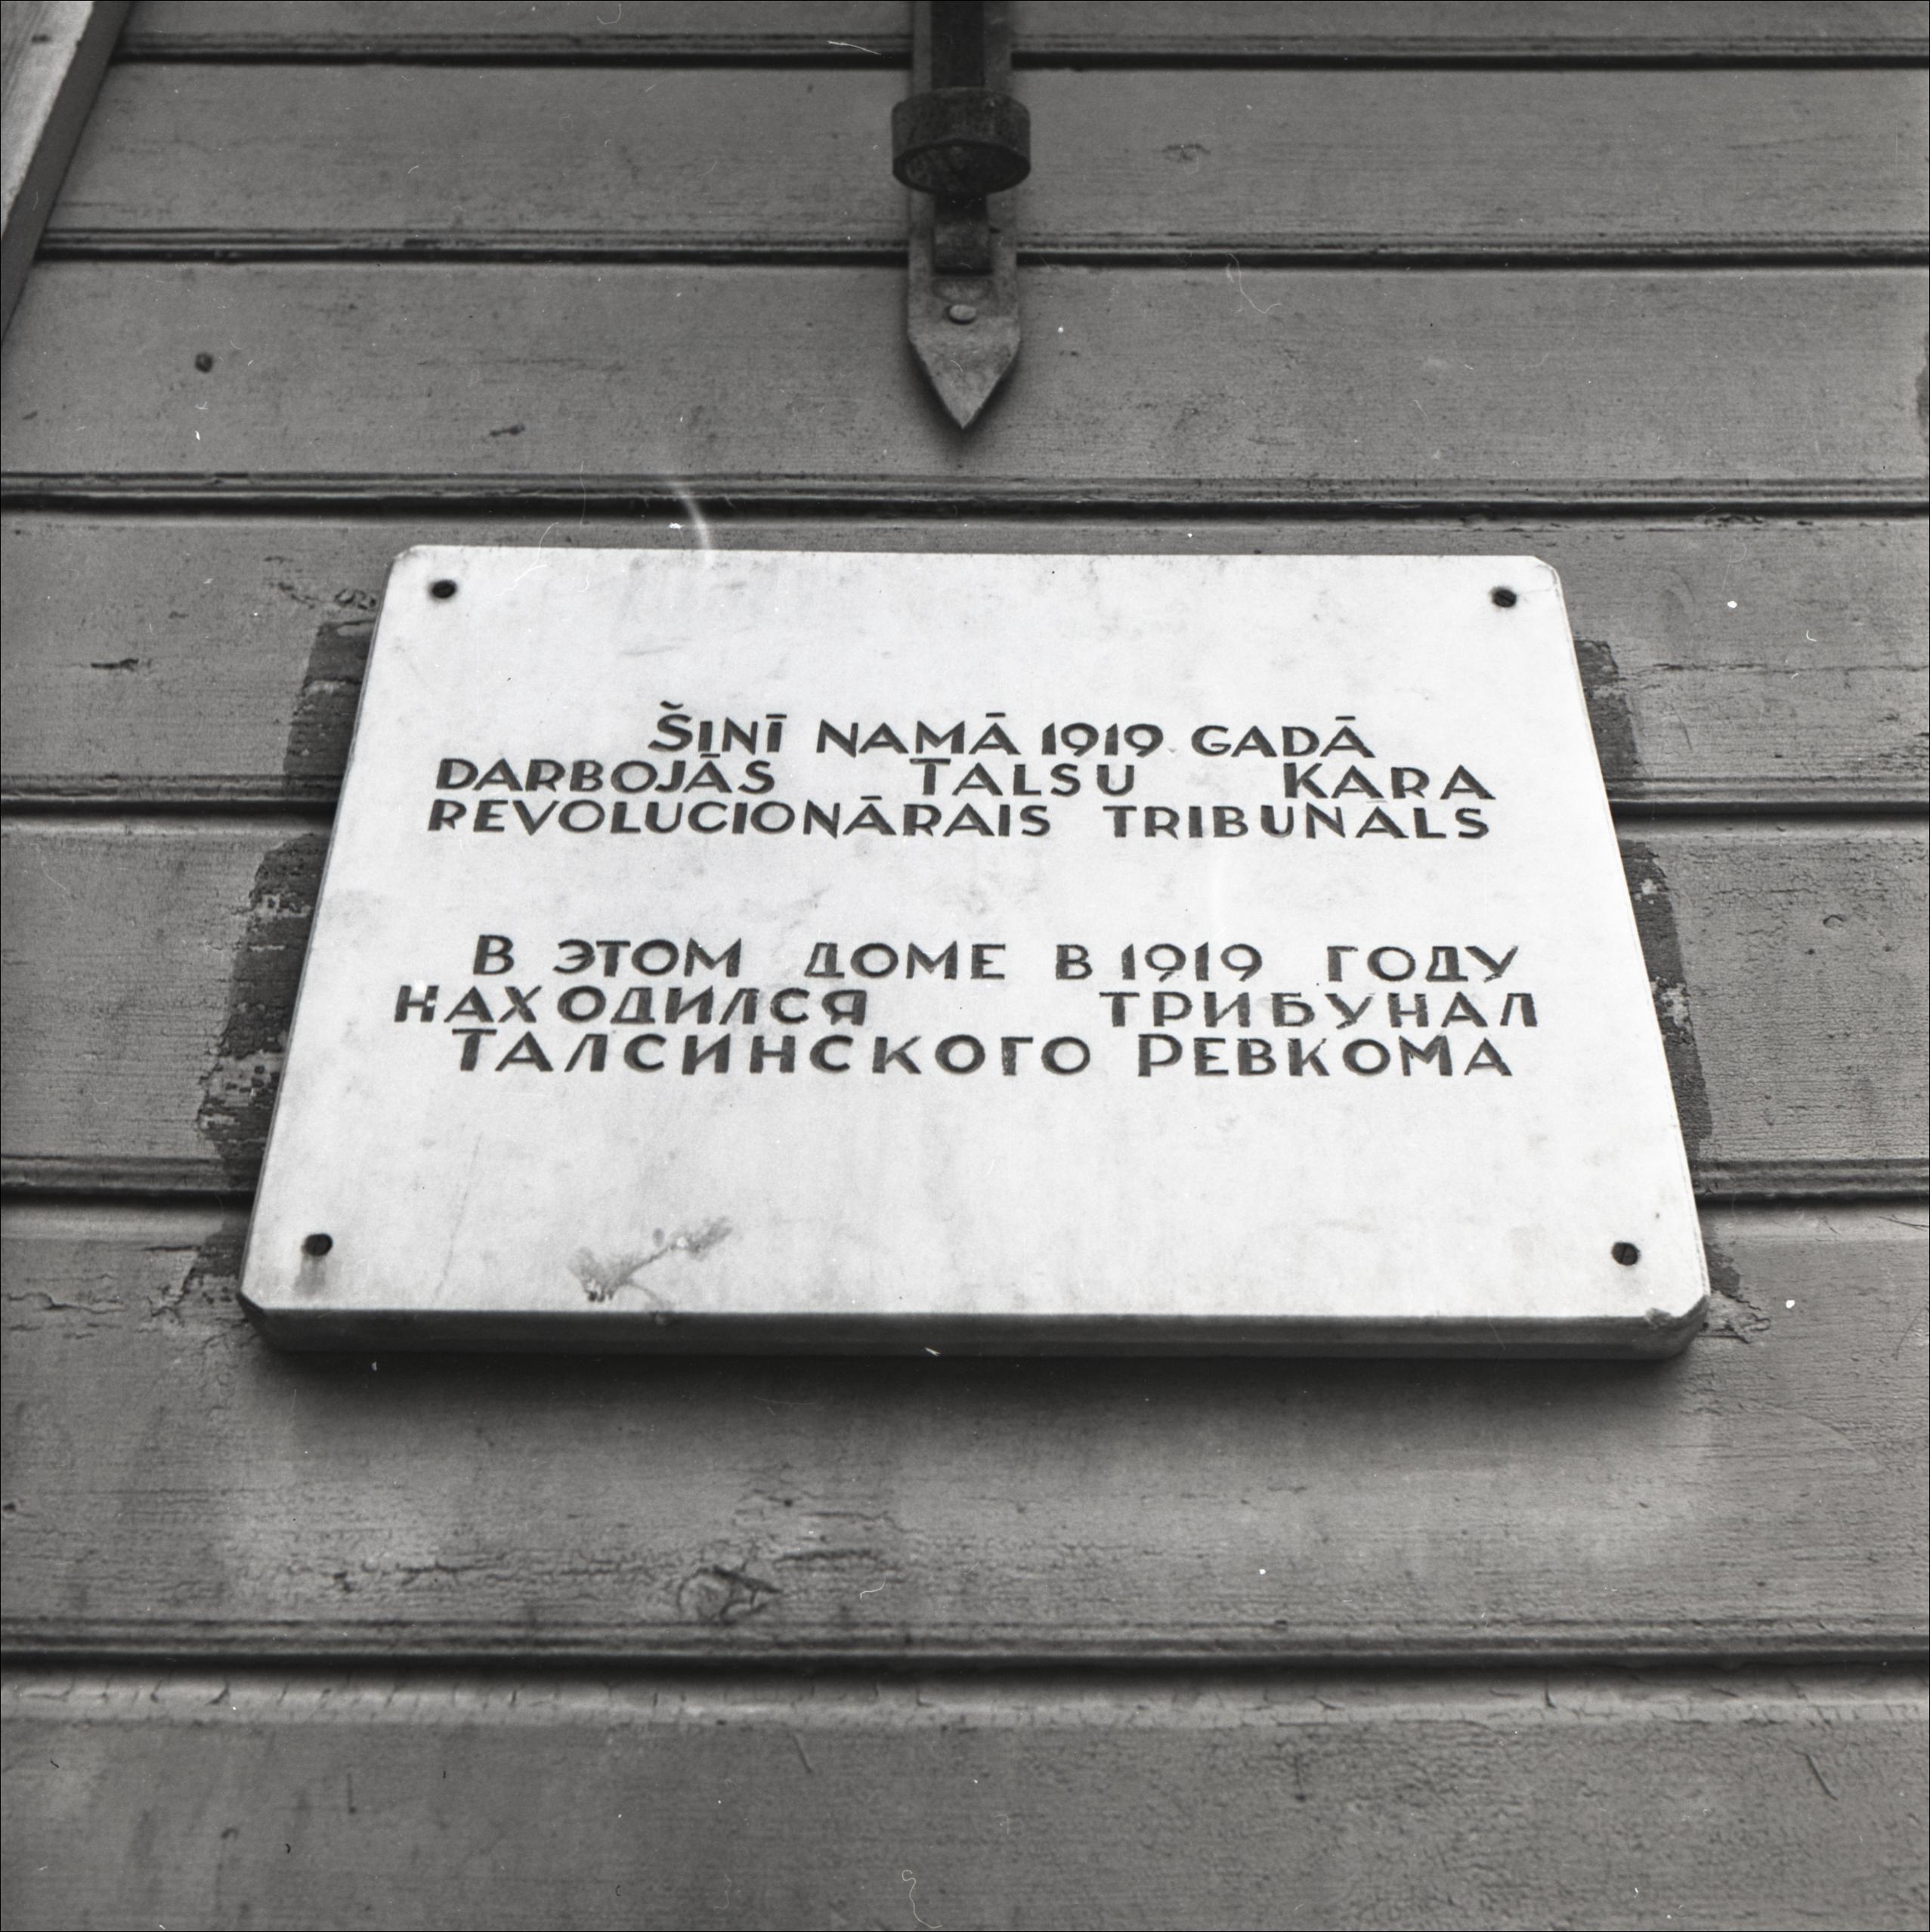 ŠINĪ NAMĀ 1919 GADĀ
DARBOJĀS TALSU KARA
REVOLUCIONĀRAIS TRIBUNĀLS
В ЭТОМ ДОМЕ В 1919 ГОДУ
НАХОДИЛСЯ ТРИБУНАЛ
ТАЛСИНСКОГО РЕВКОМА